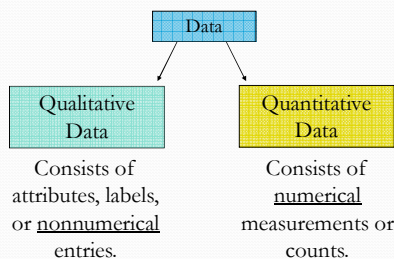 Data
Qualitative
Data
Consists of
attributes, labels,
or nonnumerical
entries.
Quantitative
Data
Consists of
numerical
measurements or
counts.